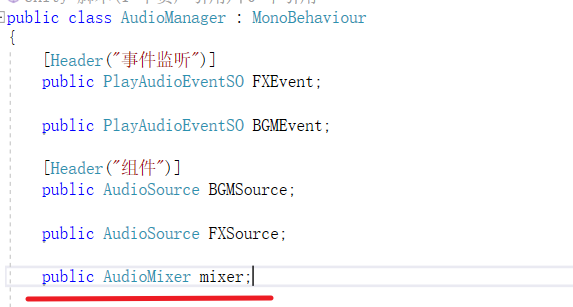 public class AudioManager : MonoBehaviour
{
[Header("事件监听")]
public PlayAudioEventSO FXEvent;
public PlayAudioEventSO BGMEvent;
[Header("组件")]
public AudioSource BGMSource;
public AudioSource FXSource;
public AudioMixer mixer;